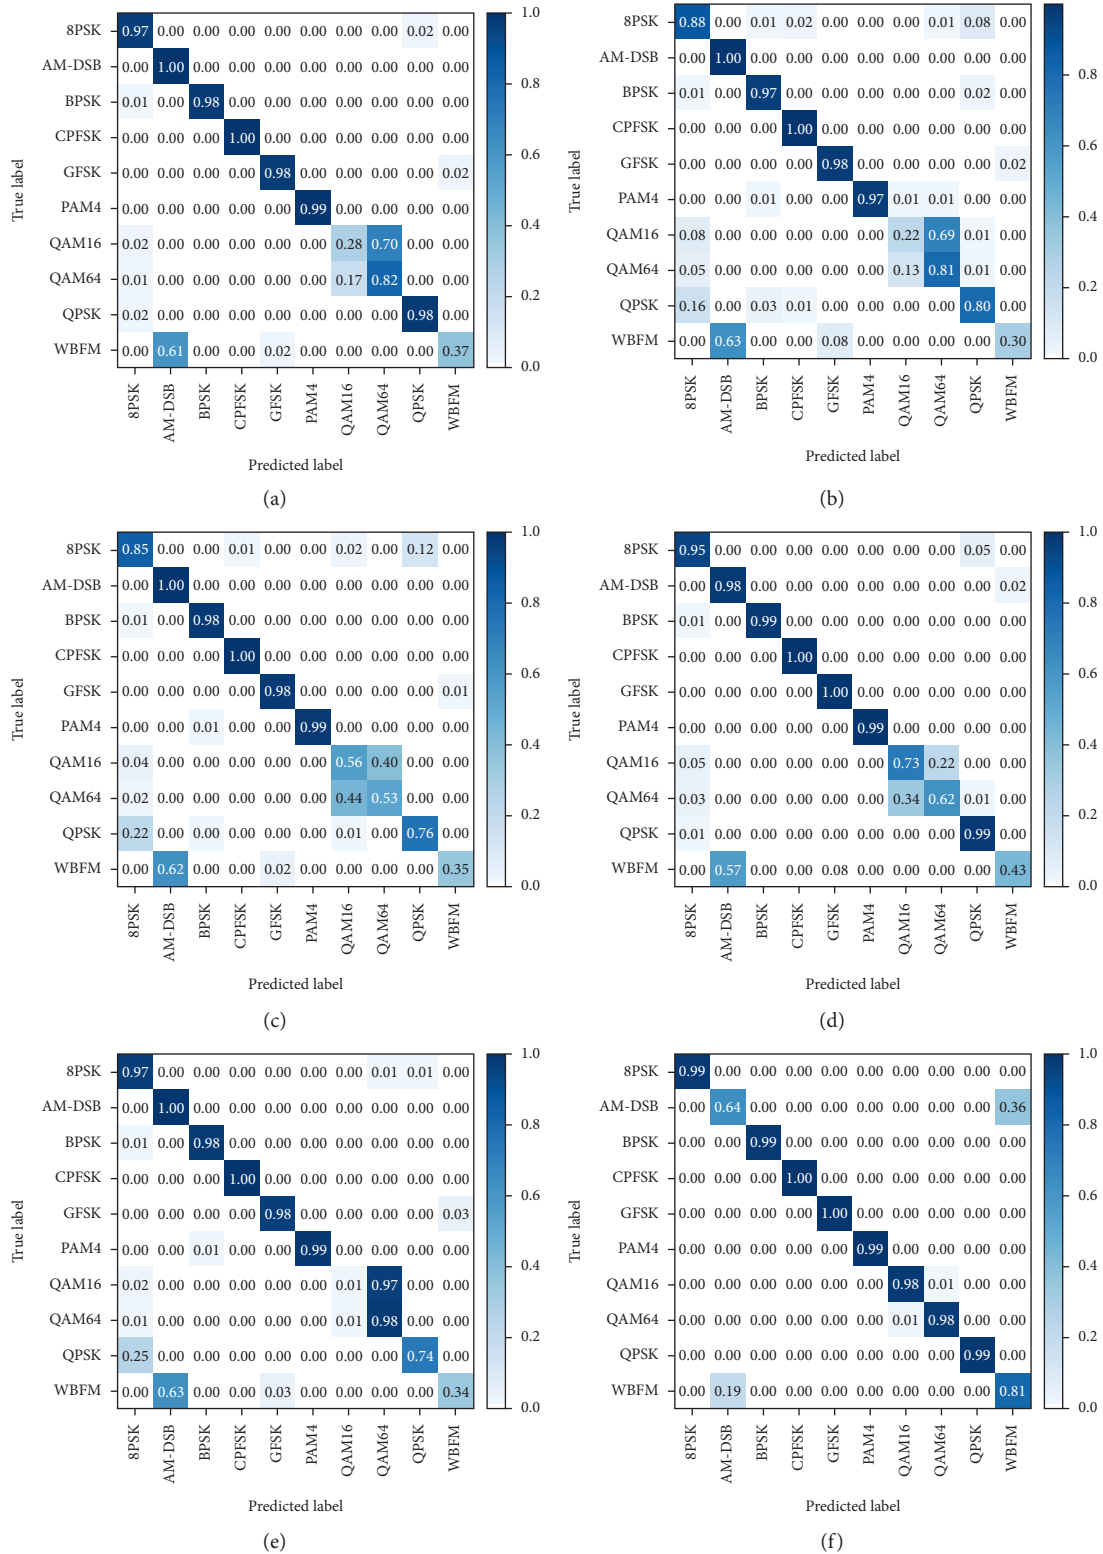 True label
8PSK 0.97 0.00 0.00 0.00 0.00 0.00 0.00 0.00 0.02 0.00
AM-DSB 0.00 1.00 0.00 0.00 0.00 0.00 0.00 0.00 0.00 0.00
BPSK 0.01 0.00 0.98 0.00 0.00 0.00 0.00 0.00 0.00 0.00
CPFSK 0.00 0.00 0.00 1.00 0.00 0.00 0.00 0.00 0.00 0.00
GFSK 0.00 0.00 0.00 0.00 0.98 0.00 0.00 0.00 0.00 0.02
PAM4 0.00 0.00 0.00 0.00 0.00 0.99 0.00 0.00 0.00 0.00
QAM16 0.02 0.00 0.00 0.00 0.00 0.00 0.28 0.70 0.00 0.00
QAM64 0.01 0.00 0.00 0.00 0.00 0.00 0.17 0.82 0.00 0.00
QPSK 0.02 0.00 0.00 0.00 0.00 0.00 0.00 0.00 0.98 0.00
WBFM 0.00 0.61 0.00 0.00 0.02 0.00 0.00 0.00 0.00 0.37
8PSK AM-DSB BPSK CPFSK GFSK PAM4 QAM16 QAM64 QPSK WBFM
Predicted label
1.0
0.8
0.6
0.4
0.2
0.0
(a)
True label
8PSK 0.88 0.00 0.01 0.02 0.00 0.00 0.00 0.01 0.08 0.00
AM-DSB 0.00 1.00 0.00 0.00 0.00 0.00 0.00 0.00 0.00 0.00
BPSK 0.01 0.00 0.97 0.00 0.00 0.00 0.00 0.00 0.02 0.00
CPFSK 0.00 0.00 0.00 1.00 0.00 0.00 0.00 0.00 0.00 0.00
GFSK 0.00 0.00 0.00 0.00 0.98 0.00 0.00 0.00 0.00 0.02
PAM4 0.00 0.00 0.01 0.00 0.00 0.97 0.01 0.01 0.00 0.00
QAM16 0.08 0.00 0.00 0.00 0.00 0.00 0.22 0.69 0.01 0.00
QAM64 0.05 0.00 0.00 0.00 0.00 0.00 0.13 0.81 0.01 0.00
QPSK 0.16 0.00 0.03 0.01 0.00 0.00 0.00 0.00 0.80 0.00
WBFM 0.00 0.63 0.00 0.00 0.08 0.00 0.00 0.00 0.00 0.30
8PSK AM-DSB BPSK CPFSK GFSK PAM4 QAM16 QAM64 QPSK WBFM
Predicted label
0.8
0.6
0.4
0.2
0.0
(b)
True label
8PSK 0.85 0.00 0.00 0.01 0.00 0.00 0.02 0.00 0.12 0.00
AM-DSB 0.00 1.00 0.00 0.00 0.00 0.00 0.00 0.00 0.00 0.00
BPSK 0.01 0.00 0.98 0.00 0.00 0.00 0.00 0.00 0.00 0.00
CPFSK 0.00 0.00 0.00 1.00 0.00 0.00 0.00 0.00 0.00 0.00
GFSK 0.00 0.00 0.00 0.00 0.98 0.00 0.00 0.00 0.00 0.01
PAM4 0.00 0.00 0.01 0.00 0.00 0.99 0.00 0.00 0.00 0.00
QAM16 0.04 0.00 0.00 0.00 0.00 0.00 0.56 0.40 0.00 0.00
QAM64 0.02 0.00 0.00 0.00 0.00 0.00 0.44 0.53 0.00 0.00
QPSK 0.22 0.00 0.00 0.00 0.00 0.00 0.01 0.00 0.76 0.00
WBFM 0.00 0.62 0.00 0.00 0.02 0.00 0.00 0.00 0.00 0.35
8PSK AM-DSB BPSK CPFSK GFSK PAM4 QAM16 QAM64 QPSK WBFM
Predicted label
1.0
0.8
0.6
0.4
0.2
0.0
(c)
True label
8PSK 0.95 0.00 0.00 0.00 0.00 0.00 0.00 0.00 0.05 0.00
AM-DSB 0.00 0.98 0.00 0.00 0.00 0.00 0.00 0.00 0.00 0.02
BPSK 0.01 0.00 0.99 0.00 0.00 0.00 0.00 0.00 0.00 0.00
CPFSK 0.00 0.00 0.00 1.00 0.00 0.00 0.00 0.00 0.00 0.00
GFSK 0.00 0.00 0.00 0.00 1.00 0.00 0.00 0.00 0.00 0.00
PAM4 0.00 0.00 0.00 0.00 0.00 0.99 0.00 0.00 0.00 0.00
QAM16 0.05 0.00 0.00 0.00 0.00 0.00 0.73 0.22 0.00 0.00
QAM64 0.03 0.00 0.00 0.00 0.00 0.00 0.34 0.62 0.01 0.00
QPSK 0.01 0.00 0.00 0.00 0.00 0.00 0.00 0.00 0.99 0.00
WBFM 0.00 0.57 0.00 0.00 0.08 0.00 0.00 0.00 0.00 0.43
8PSK AM-DSB BPSK CPFSK GFSK PAM4 QAM16 QAM64 QPSK WBFM
Predicted label
1.0
0.8
0.6
0.4
0.2
0.0
(d)
True label
8PSK 0.97 0.00 0.00 0.00 0.00 0.00 0.00 0.01 0.01 0.00
AM-DSB 0.00 1.00 0.00 0.00 0.00 0.00 0.00 0.00 0.00 0.00
BPSK 0.01 0.00 0.98 0.00 0.00 0.00 0.00 0.00 0.00 0.00
CPFSK 0.00 0.00 0.00 1.00 0.00 0.00 0.00 0.00 0.00 0.00
GFSK 0.00 0.00 0.00 0.00 0.98 0.00 0.00 0.00 0.00 0.03
PAM4 0.00 0.00 0.01 0.00 0.00 0.99 0.00 0.00 0.00 0.00
QAM16 0.02 0.00 0.00 0.00 0.00 0.00 0.01 0.97 0.00 0.00
QAM64 0.01 0.00 0.00 0.00 0.00 0.00 0.01 0.98 0.00 0.00
QPSK 0.25 0.00 0.00 0.00 0.00 0.00 0.00 0.00 0.74 0.00
WBFM 0.00 0.63 0.00 0.00 0.03 0.00 0.00 0.00 0.00 0.34
8PSK AM-DSB BPSK CPFSK GFSK PAM4 QAM16 QAM64 QPSK WBFM
Predicted label
1.0
0.8
0.6
0.4
0.2
0.0
(e)
True label
8PSK 0.99 0.00 0.00 0.00 0.00 0.00 0.00 0.00 0.00 0.00
AM-DSB 0.00 0.64 0.00 0.00 0.00 0.00 0.00 0.00 0.00 0.36
BPSK 0.00 0.00 0.99 0.00 0.00 0.00 0.00 0.00 0.00 0.00
CPFSK 0.00 0.00 0.00 1.00 0.00 0.00 0.00 0.00 0.00 0.00
GFSK 0.00 0.00 0.00 0.00 1.00 0.00 0.00 0.00 0.00 0.00
PAM4 0.00 0.00 0.00 0.00 0.00 0.99 0.00 0.00 0.00 0.00
QAM16 0.00 0.00 0.00 0.00 0.00 0.00 0.98 0.01 0.00 0.00
QAM64 0.00 0.00 0.00 0.00 0.00 0.00 0.01 0.98 0.00 0.00
QPSK 0.00 0.00 0.00 0.00 0.00 0.00 0.00 0.00 0.99 0.00
WBFM 0.00 0.19 0.00 0.00 0.00 0.00 0.00 0.00 0.00 0.81
8PSK AM-DSB BPSK CPFSK GFSK PAM4 QAM16 QAM64 QPSK WBFM
Predicted label
1.0
0.8
0.6
0.4
0.2
0.0
(f)